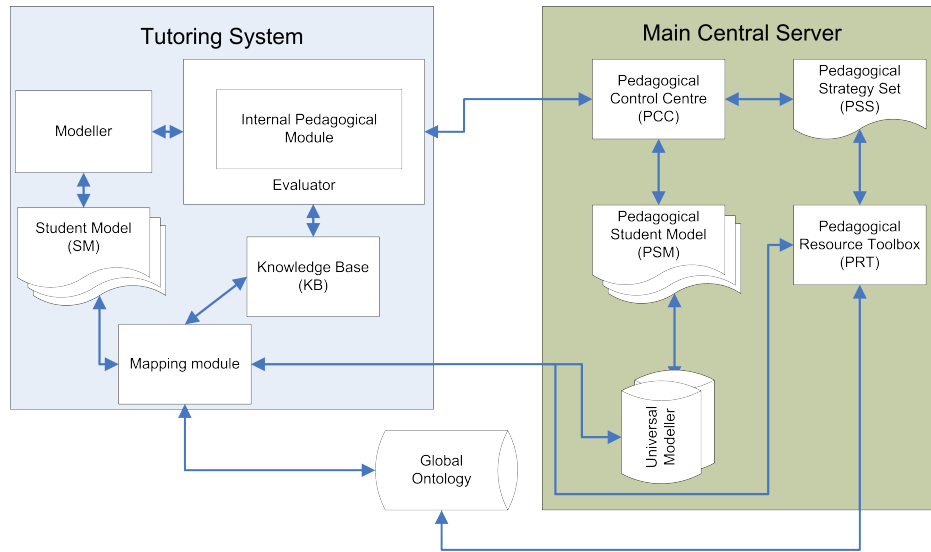 Tutoring System
Modeller
Internal Pedagogical
Module
Evaluator
Student Model
(SM)
Knowledge Base
(KB)
Mapping module
Global
Ontology
Main Central Server
Pedagogical
Control Centre
(PCC)
Pedagogical
Strategy Set
(PSS)
Pedagogical
Student Model
(PSM)
Pedagogical
Resource Toolbox
(PRT)
Universal
Modeller